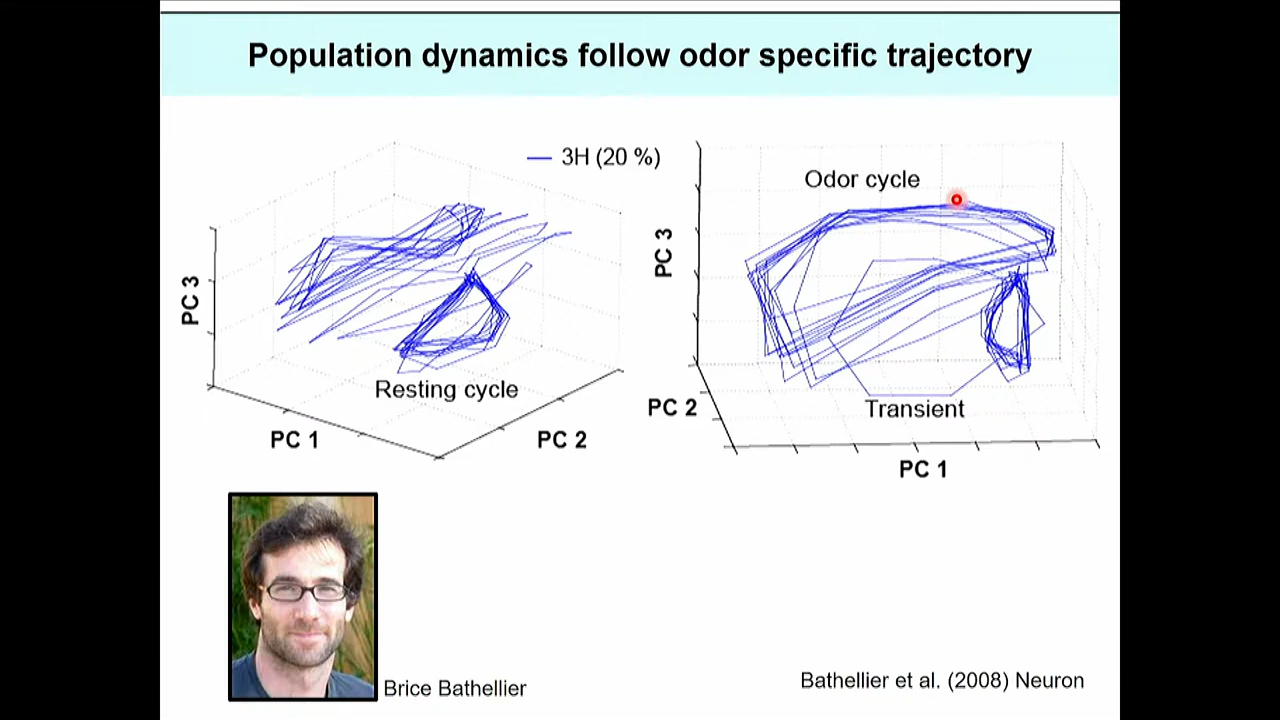 Population dynamics follow odor specific trajectory
3H (20 %)
PC 3
Resting cycle
PC 1
PC 2
Odor cycle
PC 3
PC 2
Transient
PC 1
Brice Bathellier
Bathellier et al. (2008) Neuron